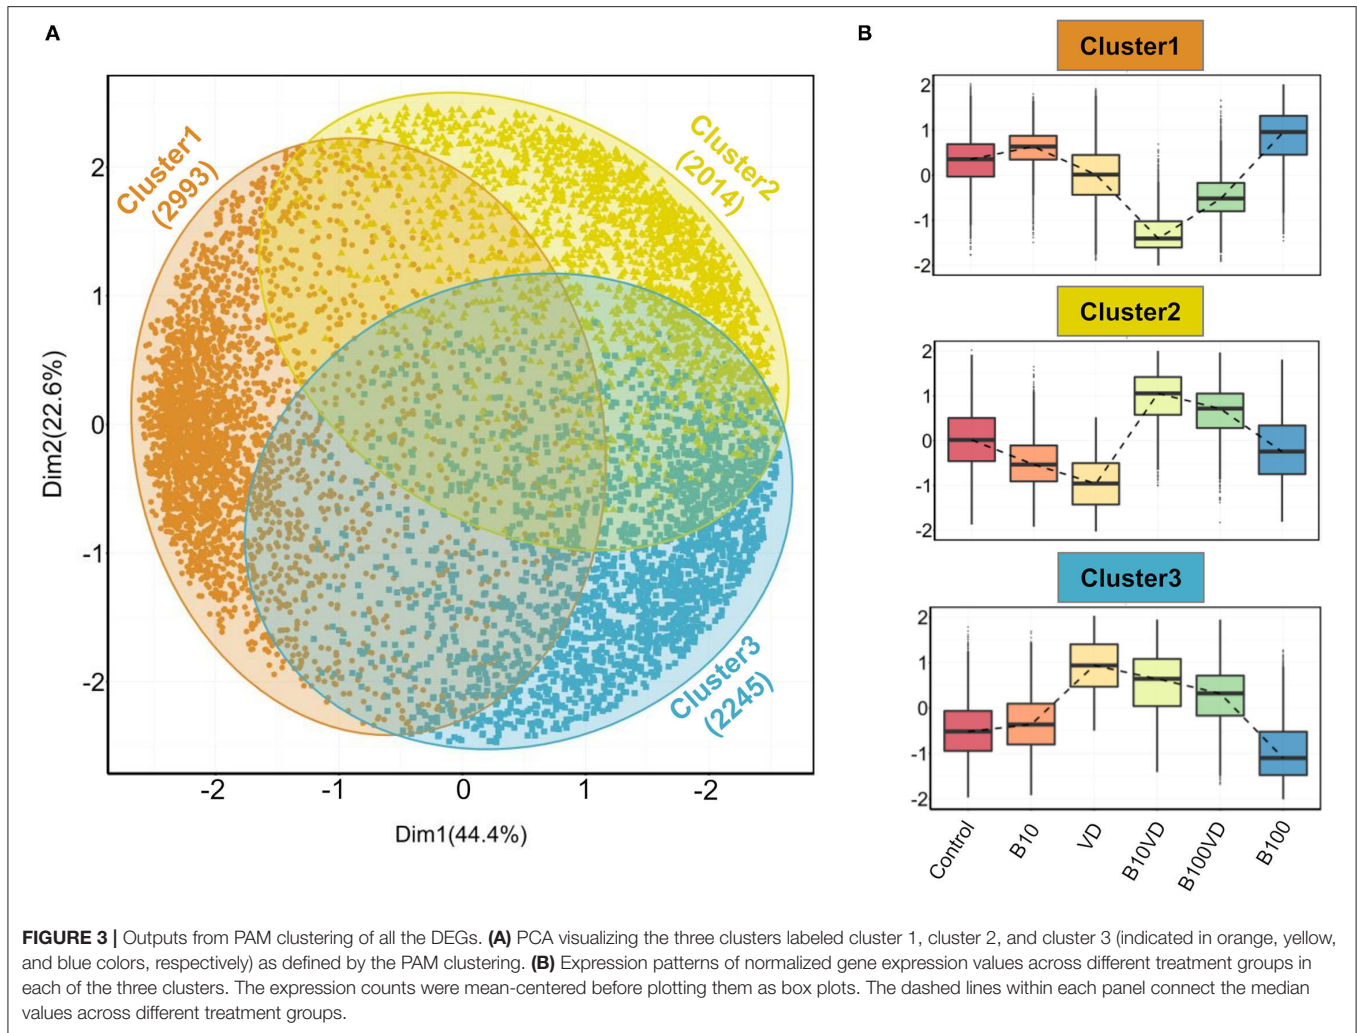 A
Cluster1
(2993)
Cluster2
(2014)
Cluster3
(2245)
2
1
0
-1
-2
Dim2(22.6%)
-2
-1
0
1
-2
Dim1(44.4%)
B
Cluster1
2
1
0
-1
-2
Cluster2
2
1
0
-1
-2
Cluster3
2
1
0
-1
-2
Control
B10
VD
B10VD
B100VD
B100
FIGURE 3 | Outputs from PAM clustering of all the DEGs. (A) PCA visualizing the three clusters labeled cluster 1, cluster 2, and cluster 3 (indicated in orange, yellow,
and blue colors, respectively) as defined by the PAM clustering. (B) Expression patterns of normalized gene expression values across different treatment groups in
each of the three clusters. The expression counts were mean-centered before plotting them as box plots. The dashed lines within each panel connect the median
values across different treatment groups.